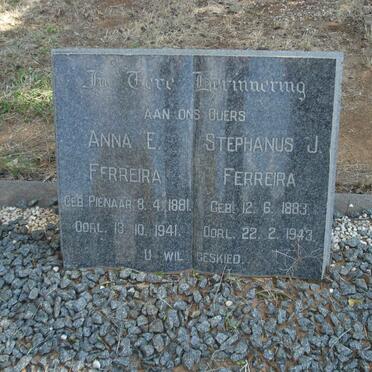 In Tere Herinnering
AAN ONS OUERS
ANNA E. FERREIRA
GEB. PIENAAR. 8. 4. 1881.
OORL. 13. 10. 1941.
STEPHANUS J. FERREIRA
GEB. 12. 6. 1883.
OORL. 22. 2. 1943.
U WIL GESKIED.